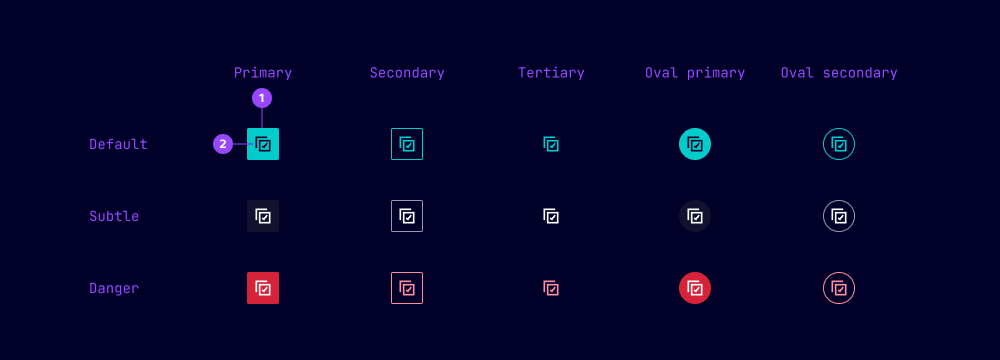 Primary Secondary Tertiary Oval primary Oval secondary
1
2
Default
Subtle
Danger